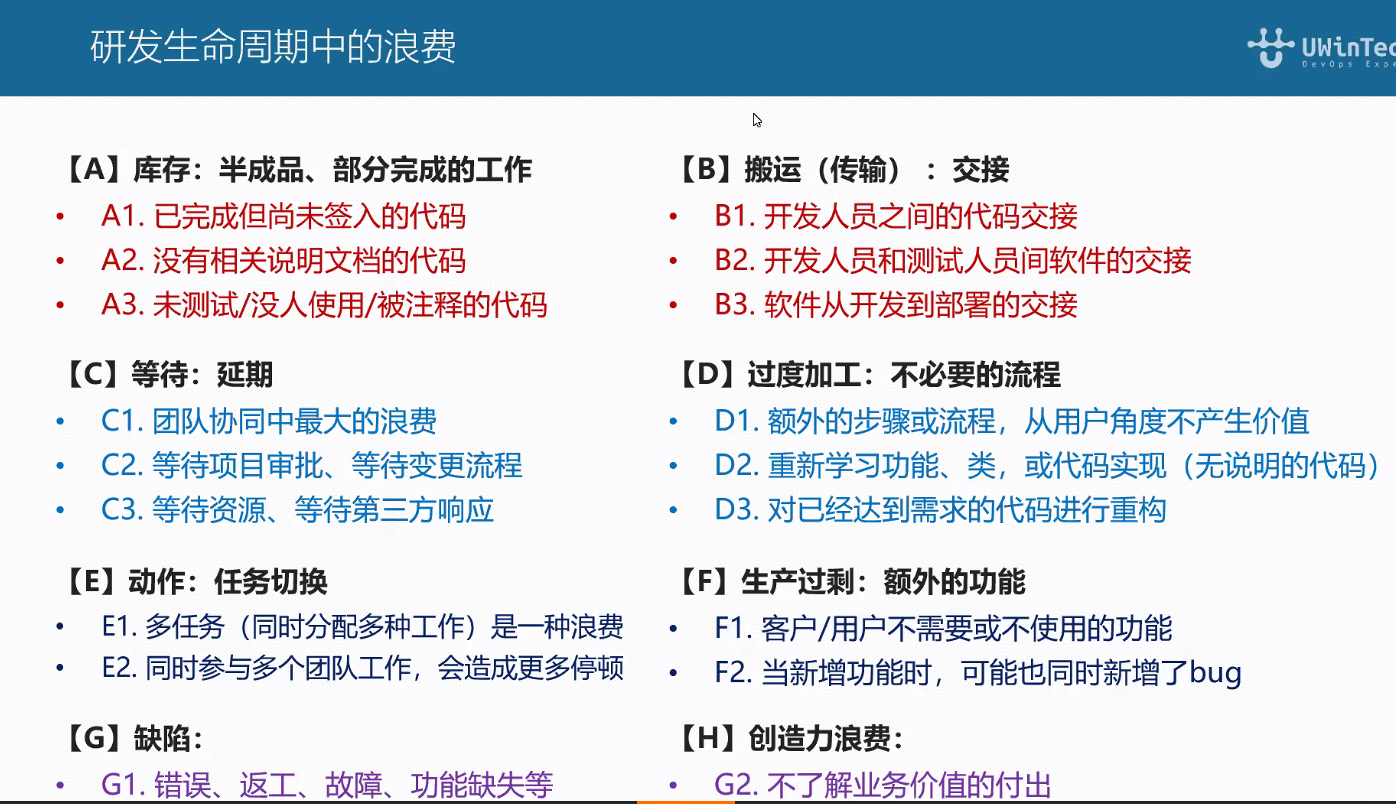 研发生命周期中的浪费
UWinTec
DevOps Expe
【A】库存：半成品、部分完成的工作
• A1. 已完成但尚未签入的代码
• A2. 没有相关说明文档的代码
• A3. 未测试/没人使用/被注释的代码
【B】搬运（传输）：交接
• B1. 开发人员之间的代码交接
• B2. 开发人员和测试人员间软件的交接
• B3. 软件从开发到部署的交接
【C】等待：延期
• C1. 团队协同中最大的浪费
• C2. 等待项目审批、等待变更流程
• C3. 等待资源、等待第三方响应
【D】过度加工：不必要的流程
• D1. 额外的步骤或流程，从用户角度不产生价值
• D2. 重新学习功能、类，或代码实现（无说明的代码）
• D3. 对已经达到需求的代码进行重构
【E】动作：任务切换
• E1. 多任务（同时分配多种工作）是一种浪费
• E2. 同时参与多个团队工作，会造成更多停顿
【F】生产过剩：额外的功能
• F1. 客户/用户不需要或不使用的功能
• F2. 当新增功能时，可能也同时新增了bug
【G】缺陷：
• G1. 错误、返工、故障、功能缺失等
【H】创造力浪费：
• G2. 不了解业务价值的付出